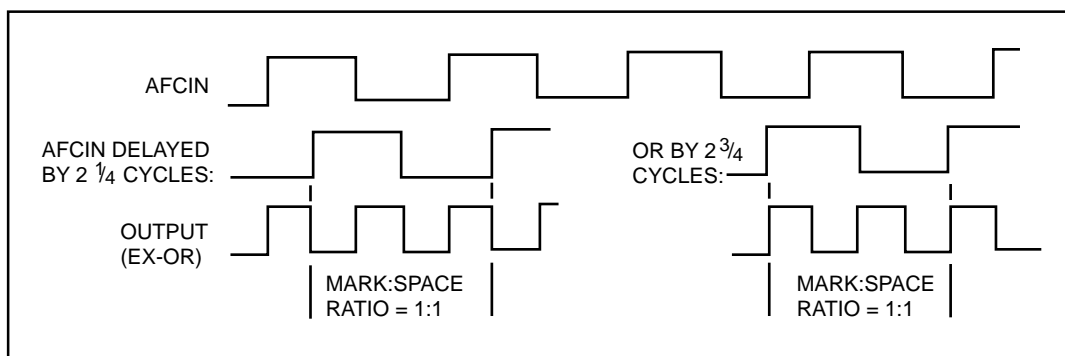 AFCIN
AFCIN DELAYED
BY 2 1/4 CYCLES:
OR BY 2 3/4
CYCLES:
OUTPUT
(EX-OR)
MARK:SPACE
RATIO = 1:1
MARK:SPACE
RATIO = 1:1